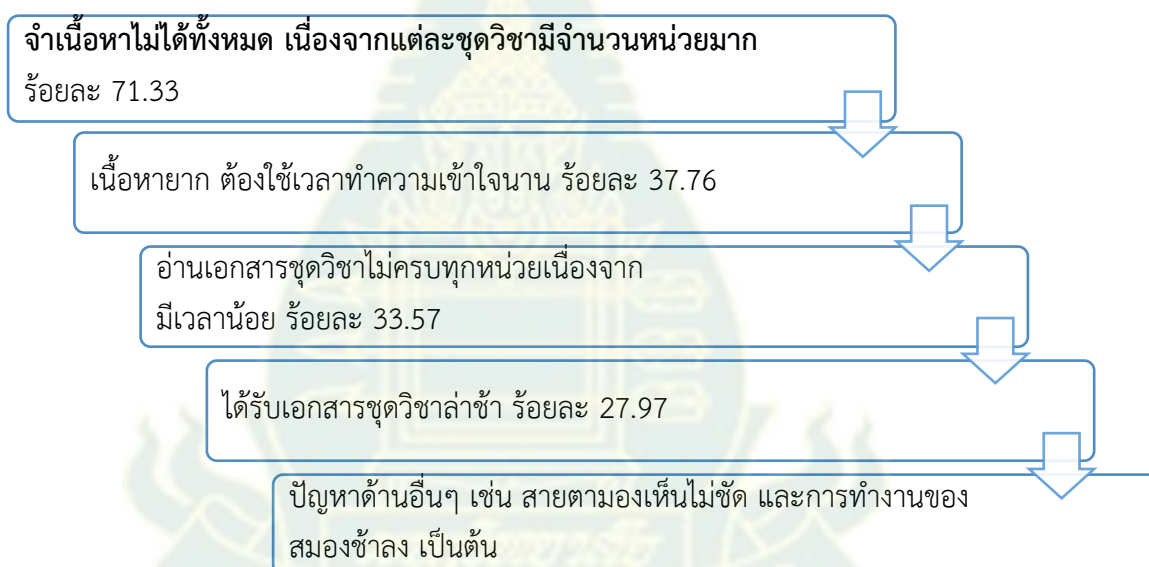 จำเนื้อหาไม่ได้ทั้งหมด เนื่องจากแต่ละชุดวิชามีจำนวนหน่วยมาก
ร้อยละ 71.33
เนื้อหายาก ต้องใช้เวลาทำความเข้าใจนาน ร้อยละ 37.76
อ่านเอกสารชุดวิชาไม่ครบทุกหน่วยเนื่องจาก
มีเวลาน้อย ร้อยละ 33.57
ได้รับเอกสารชุดวิชาล่าช้า ร้อยละ 27.97
ปัญหาด้านอื่นๆ เช่น สายตามองเห็นไม่ชัด และการทำงานของ
สมองช้าลง เป็นต้น